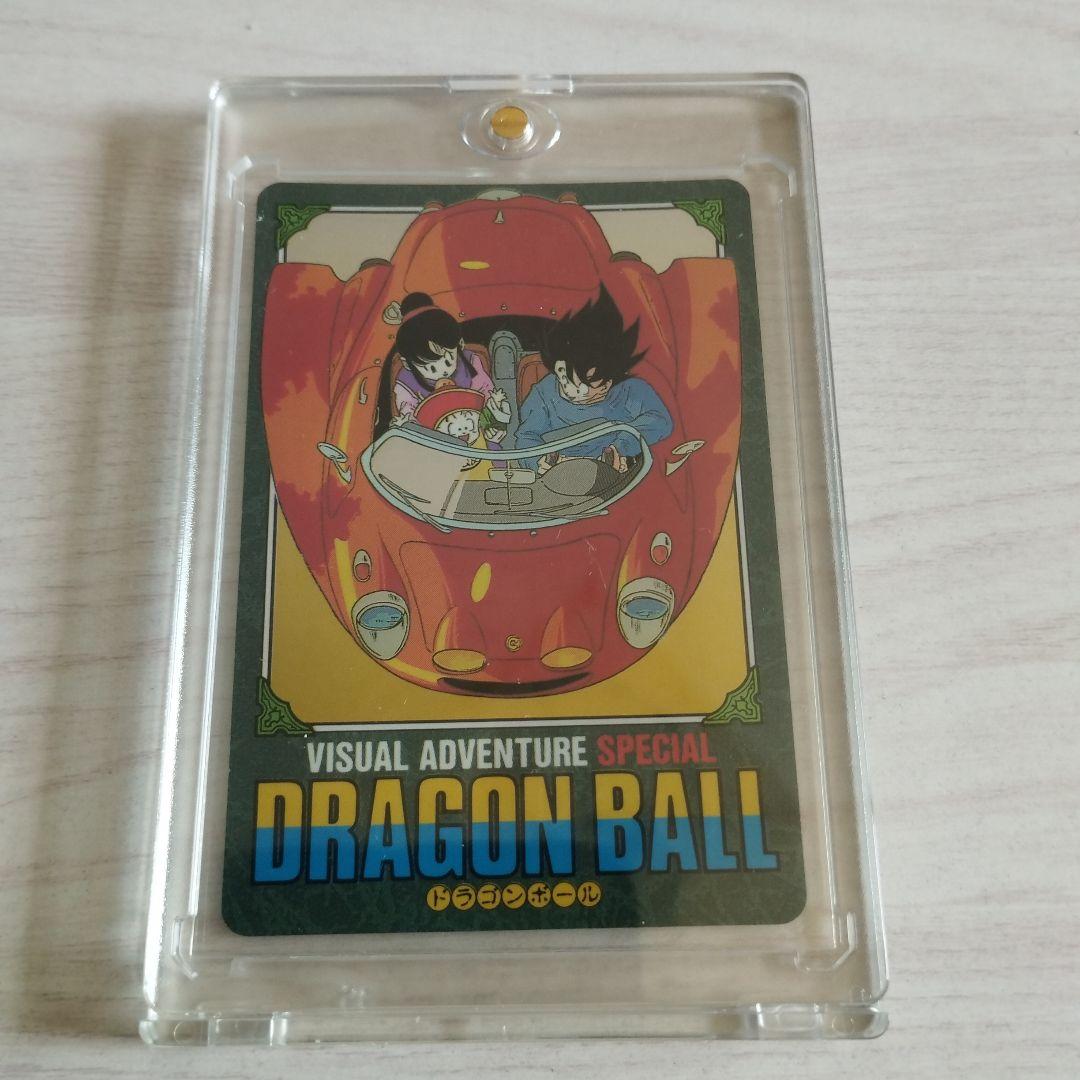 VISUAL ADVENTURE SPECIAL
DRAGON BALL
ドラゴンボール